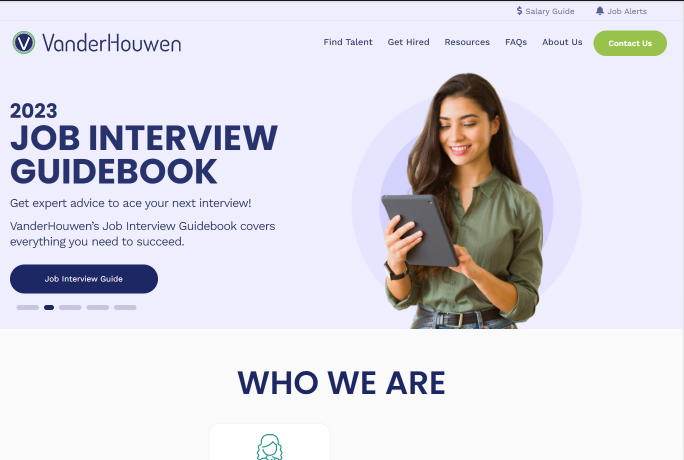 Salary Guide
Job Alerts
V VanderHouwen
Find Talent
Get Hired
Resources
FAQs
About Us
Contact Us
2023
JOB INTERVIEW
GUIDEBOOK
Get expert advice to ace your next interview!
VanderHouwen's Job Interview Guidebook covers
everything you need to succeed.
Job Interview Guide
WHO WE ARE